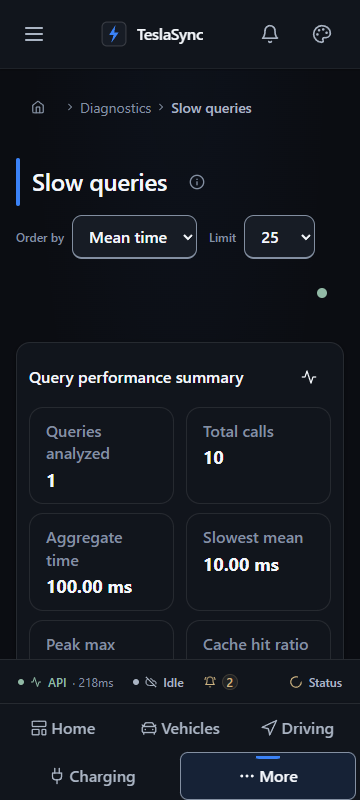 TeslaSync
Diagnostics
Slow queries
Slow queries
Order by
Mean time
Limit
25
Query performance summary
Queries
analyzed
1
Total calls
10
Aggregate
time
100.00 ms
Slowest mean
10.00 ms
Peak max
Cache hit ratio
API · 218ms
Idle
2
Status
Home
Vehicles
Driving
Charging
More